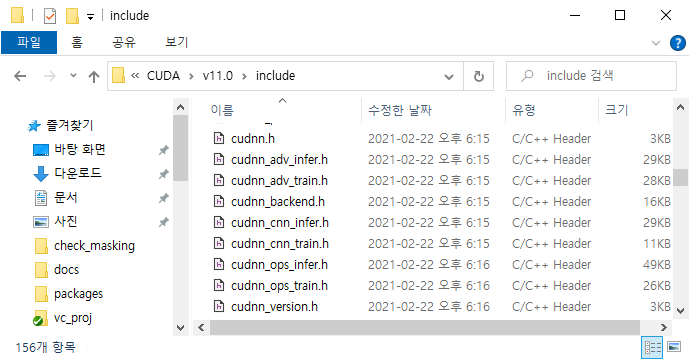 include
파일 홈 공유 보기
« CUDA > v11.0 > include
include 검색
이름 수정한 날짜 유형 크기
즐겨찾기
바탕 화면
다운로드
문서
사진
check_masking
docs
packages
vc_proj
cudnn.h 2021-02-22 오후 6:15 C/C++ Header 3KB
cudnn_adv_infer.h 2021-02-22 오후 6:15 C/C++ Header 29KB
cudnn_adv_train.h 2021-02-22 오후 6:15 C/C++ Header 28KB
cudnn_backend.h 2021-02-22 오후 6:15 C/C++ Header 16KB
cudnn_cnn_infer.h 2021-02-22 오후 6:15 C/C++ Header 29KB
cudnn_cnn_train.h 2021-02-22 오후 6:15 C/C++ Header 11KB
cudnn_ops_infer.h 2021-02-22 오후 6:16 C/C++ Header 49KB
cudnn_ops_train.h 2021-02-22 오후 6:16 C/C++ Header 26KB
cudnn_version.h 2021-02-22 오후 6:16 C/C++ Header 3KB
156개 항목